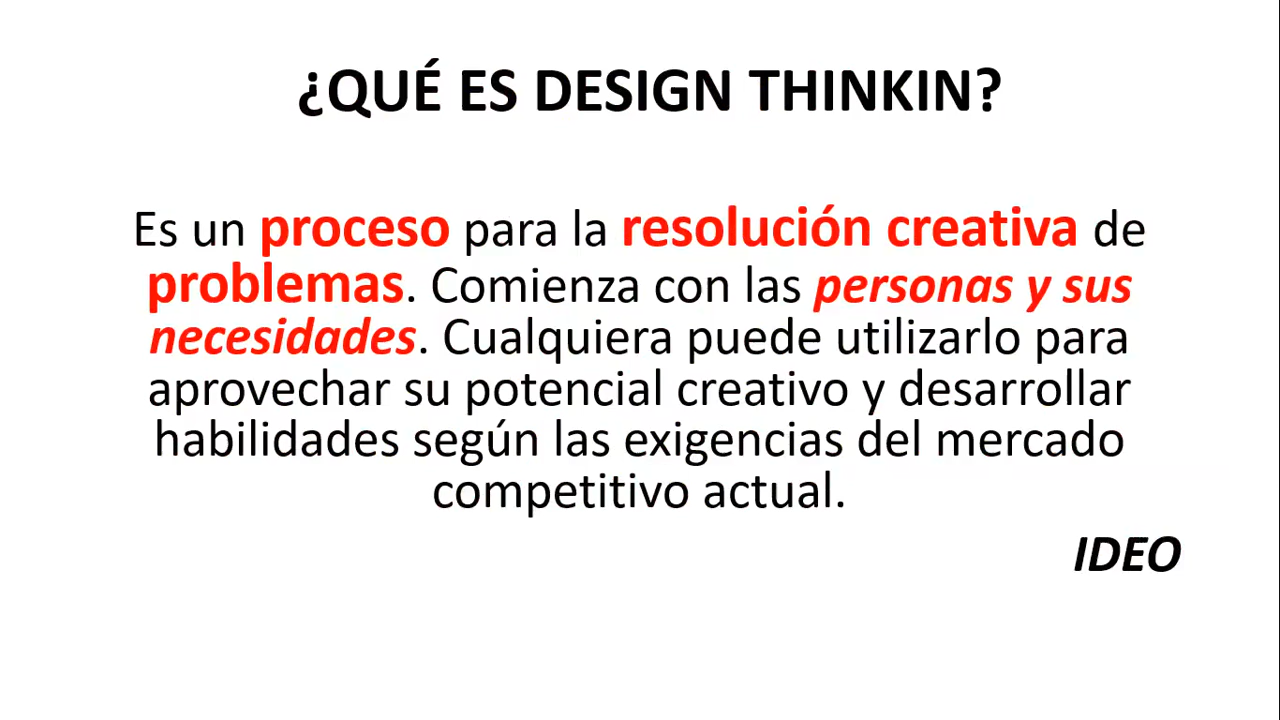 ¿QUÉ ES DESIGN THINKIN?
Es un proceso para la resolución creativa de
problemas. Comienza con las personas y sus
necesidades. Cualquiera puede utilizarlo para
aprovechar su potencial creativo y desarrollar
habilidades según las exigencias del mercado
competitivo actual.
IDEO